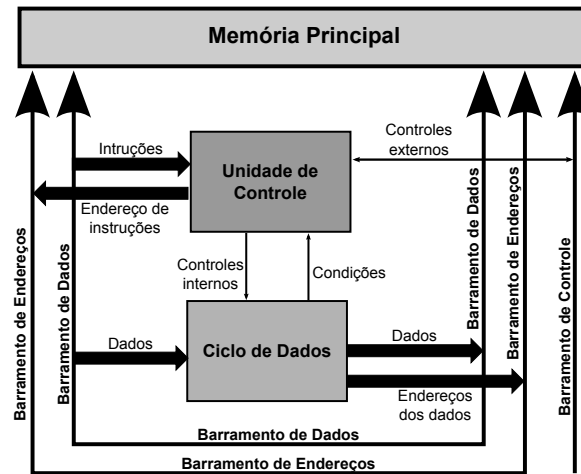 Memória Principal
Intruções
Unidade de
Controle
Controles
externos
Endereço de
instruções
Controles
internos
Condições
Dados
Ciclo de Dados
Dados
Endereços
dos dados
Barramento de Endereços
Barramento de Dados
Barramento de Dados
Barramento de Endereços
Barramento de Controle
Barramento de Dados
Barramento de Endereços